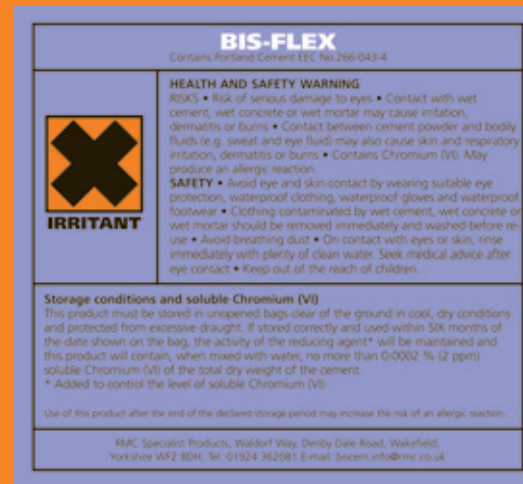 BIS-FLEX
Contains Portland Cement EEC No.266-043-4
HEALTH AND SAFETY WARNING
RISKS • Risk of serious damage to eyes • Contact with wet
cement, wet concrete or wet mortar may cause irritation,
dermatitis or burns • Contact between cement powder and bodily
fluids (e.g. sweat and eye fluid) may also cause skin and respiratory
irritation, dermatitis or burns • Contains Chromium (VI). May
produce an allergic reaction.
SAFETY • Avoid eye and skin contact by wearing suitable eye
protection, waterproof clothing, waterproof gloves and waterproof
footwear • Clothing contaminated by wet cement, wet concrete or
wet mortar should be removed immediately and washed before re-
use • Avoid breathing dust • On contact with eyes or skin, rinse
immediately with plenty of clean water. Seek medical advice after
eye contact • Keep out of the reach of children.
IRRITANT
Storage conditions and soluble Chromium (VI)
This product must be stored in unopened bags clear of the ground in cool, dry conditions
and protected from excessive draught. If stored correctly and used within SIX months of
the date shown on the bag, the activity of the reducing agent* will be maintained and
this product will contain, when mixed with water, no more than 0.0002 % (2 ppm)
soluble Chromium (VI) of the total dry weight of the cement.
* Added to control the level of soluble Chromium (VI)
Use of this product after the end of the declared storage period may increase the risk of an allergic reaction.
RMC Specialist Products, Waldorf Way, Denby Dale Road, Wakefield,
Yorkshire WF2 8DH. Tel: 01924 362081 E-mail: biscem.info@rmc.co.uk